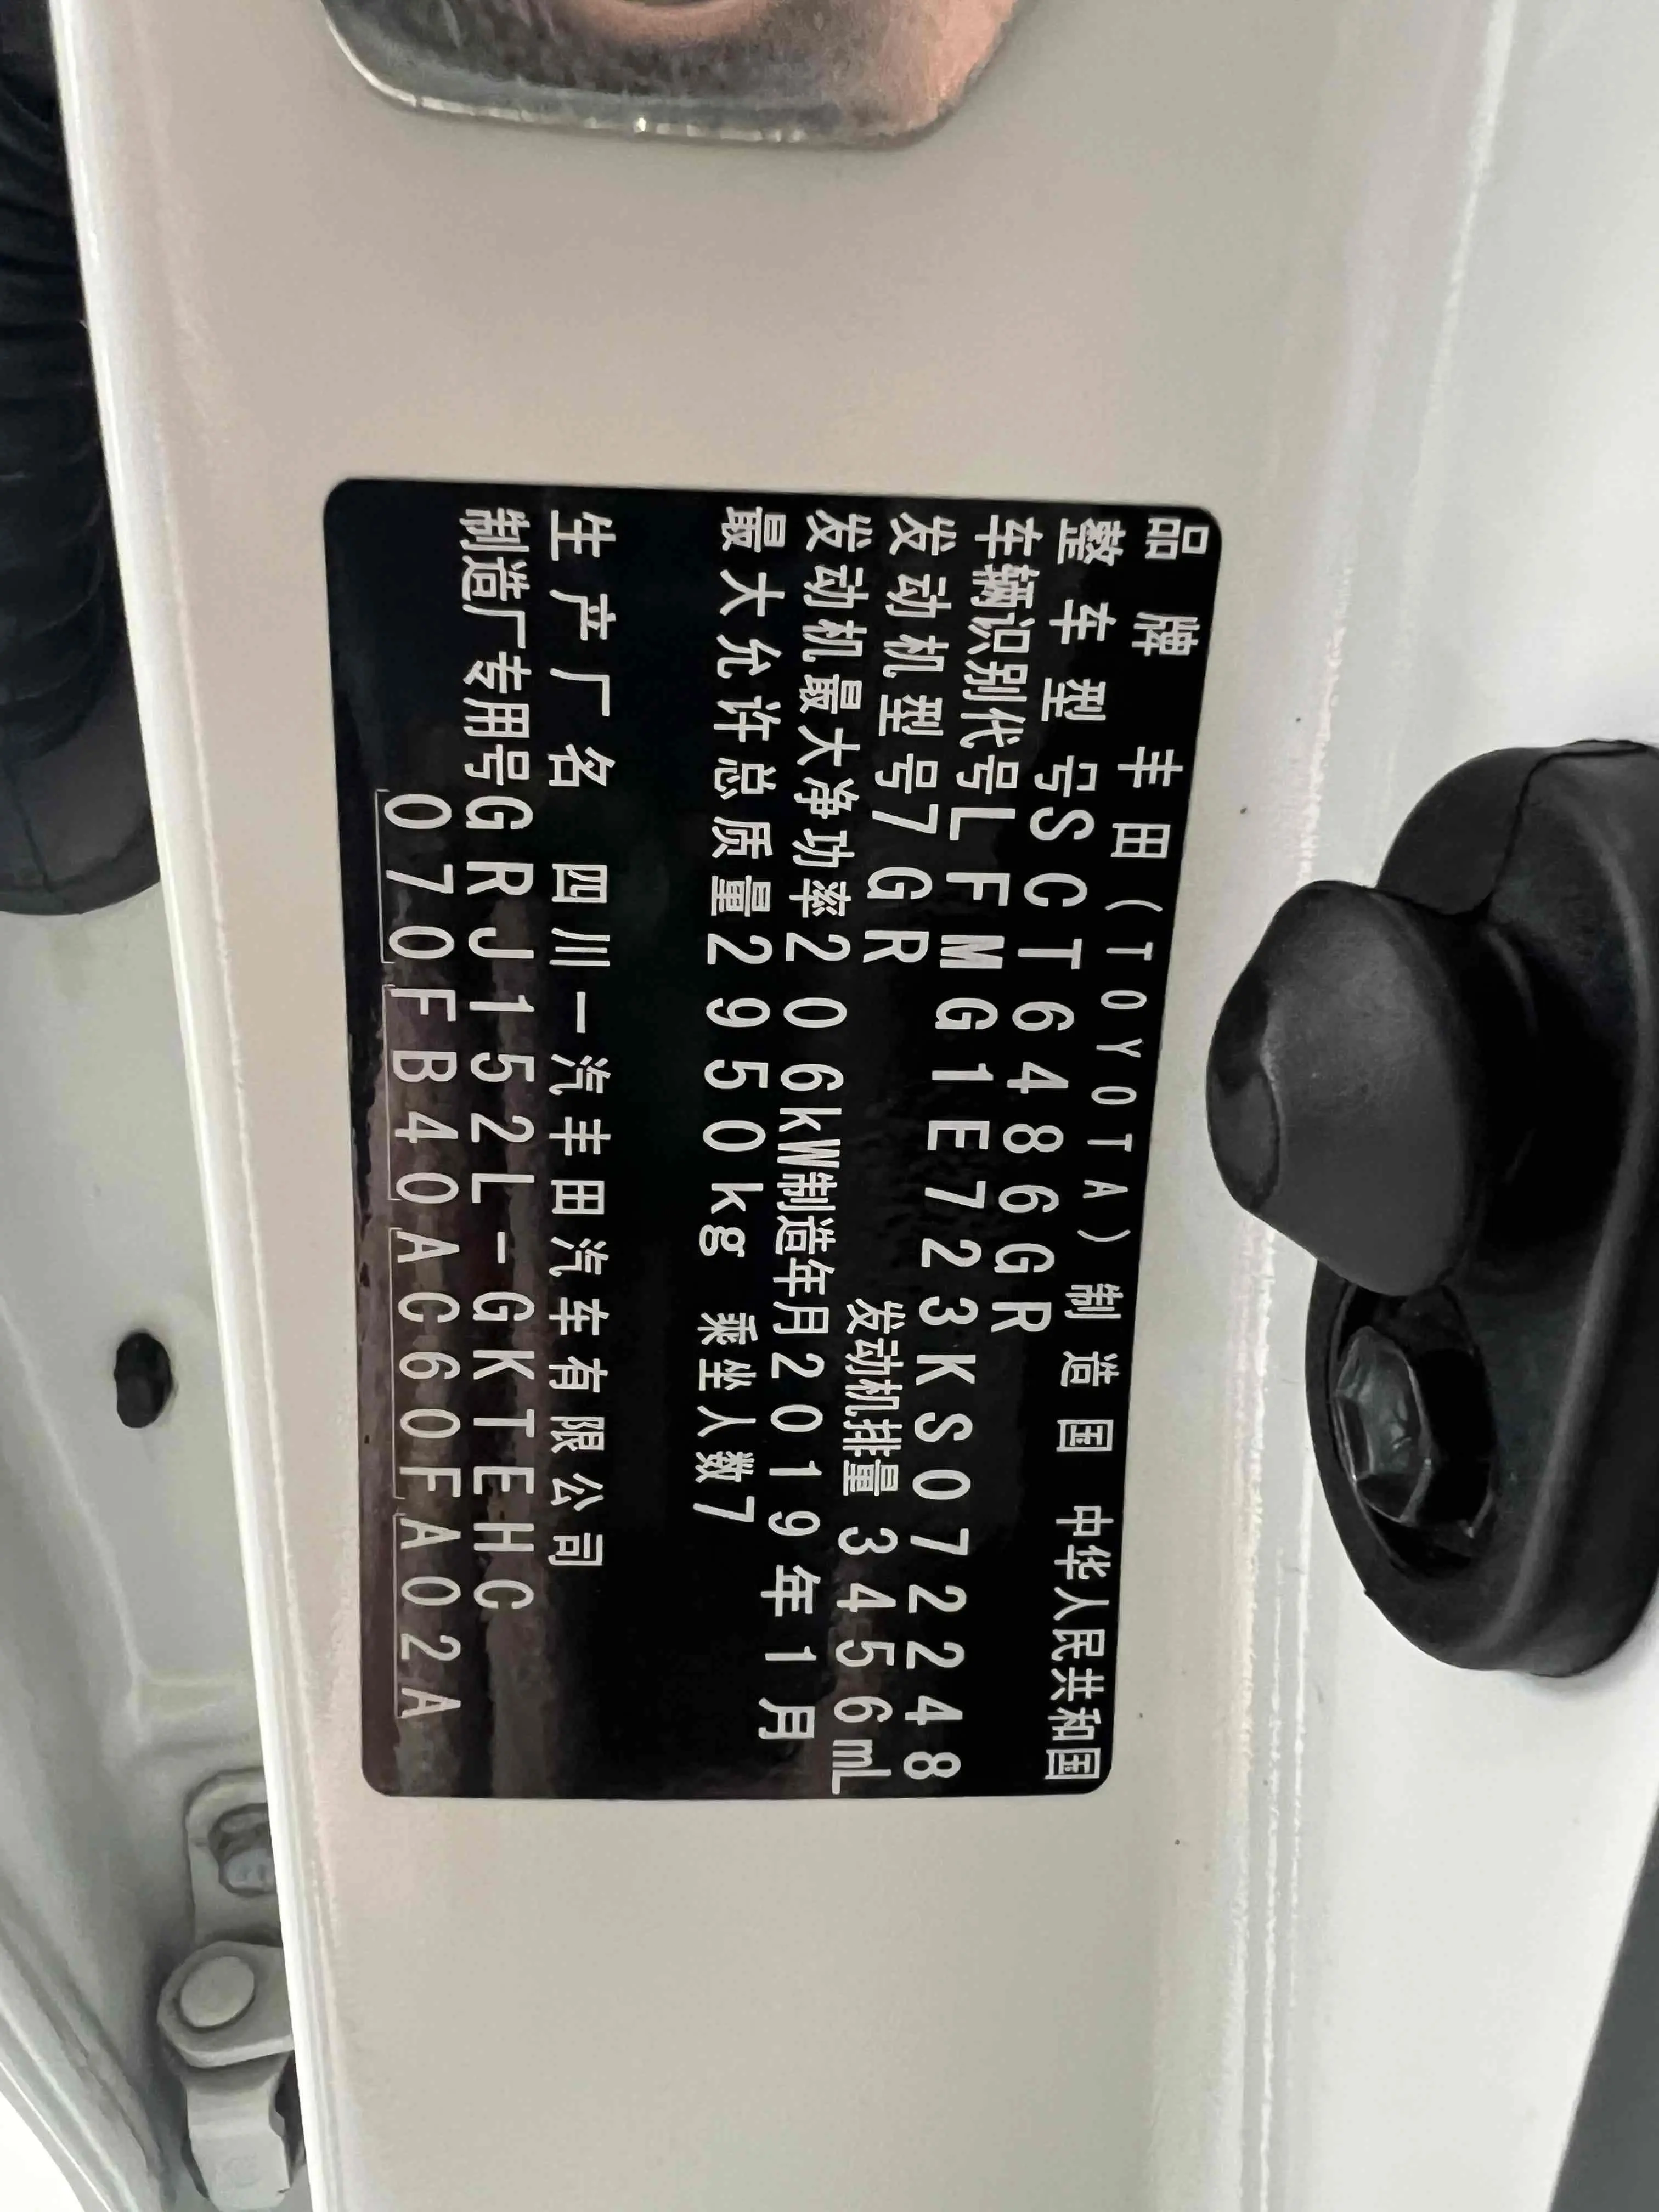 品 牌 丰田(TOYOTA)制 造 国 中华人民共和国
整 车 型 号SCT6486GR
车辆识别代号LFMG1E723KS072248
发动机型号7GR 发动机排量 3456mL
发动机最大净功率206kW制造年月2019年1月
最大允许总质量2950kg 乘坐人数7
生产厂名 四川一汽丰田汽车有限公司
制造厂专用号GRJ152L-GKTEHC
070FB40AC60FA02A